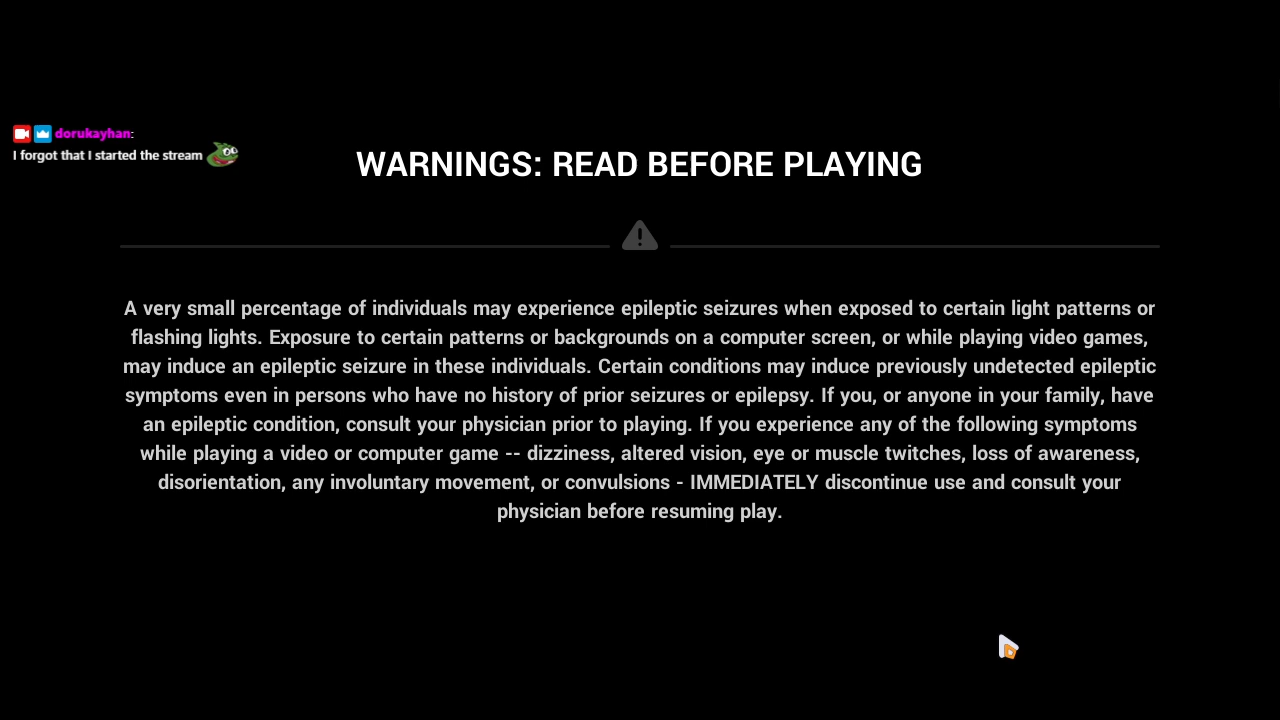 dorukayhan:
I forgot that I started the stream
WARNINGS: READ BEFORE PLAYING
A very small percentage of individuals may experience epileptic seizures when exposed to certain light patterns or
flashing lights. Exposure to certain patterns or backgrounds on a computer screen, or while playing video games,
may induce an epileptic seizure in these individuals. Certain conditions may induce previously undetected epileptic
symptoms even in persons who have no history of prior seizures or epilepsy. If you, or anyone in your family, have
an epileptic condition, consult your physician prior to playing. If you experience any of the following symptoms
while playing a video or computer game -- dizziness, altered vision, eye or muscle twitches, loss of awareness,
disorientation, any involuntary movement, or convulsions - IMMEDIATELY discontinue use and consult your
physician before resuming play.